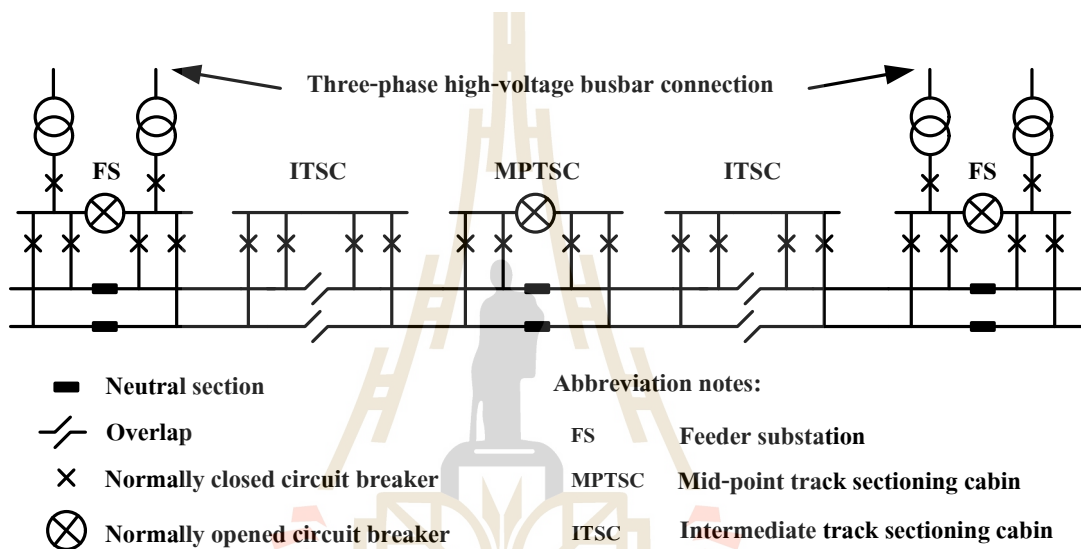 Three-phase high-voltage busbar connection
FS ITSC MPTSC ITSC FS
Neutral section
Overlap
Normally closed circuit breaker
Normally opened circuit breaker
Abbreviation notes:
FS Feeder substation
MPTSC Mid-point track sectioning cabin
ITSC Intermediate track sectioning cabin